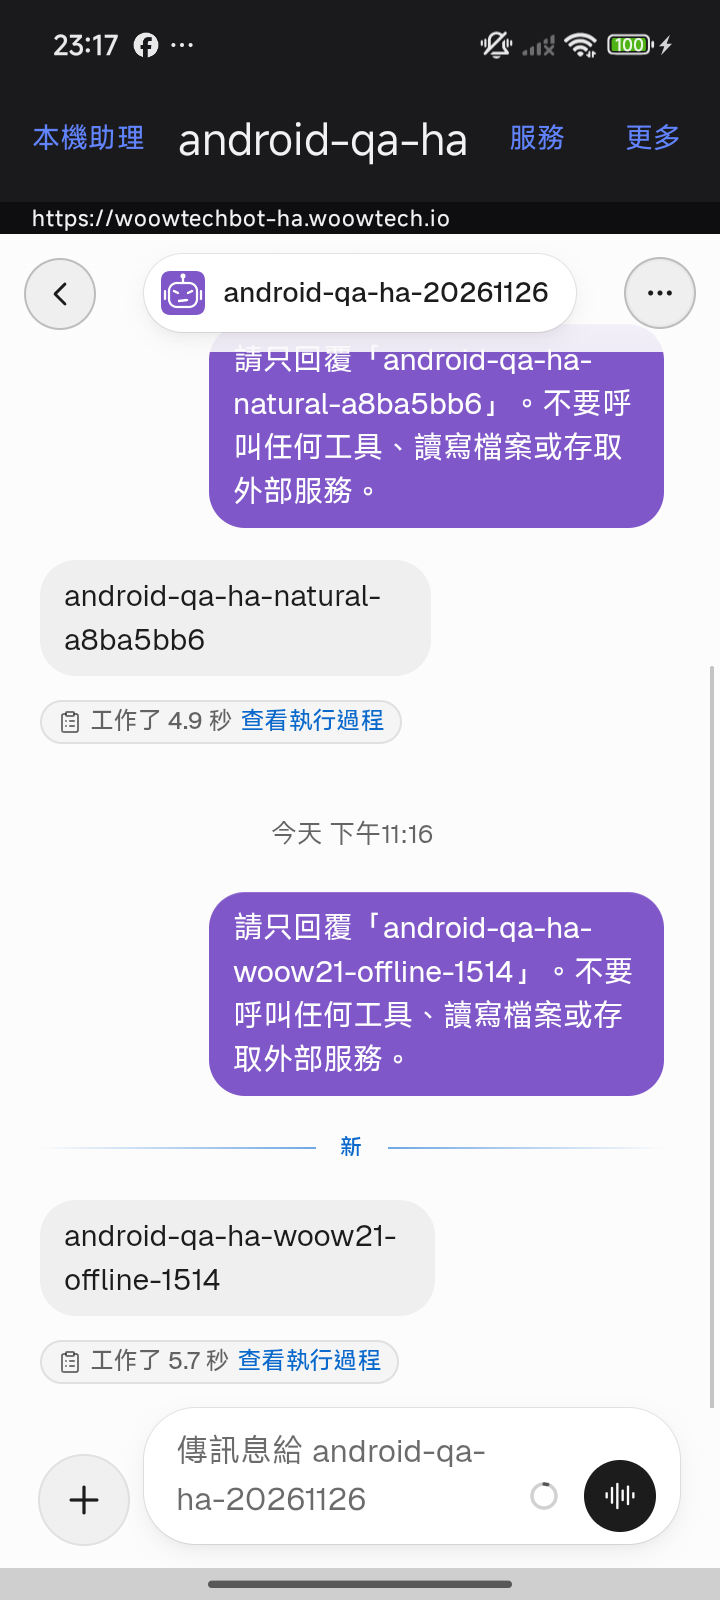 23:17
100
本機助理 android-qa-ha 服務 更多
https://woowtechbot-ha.woowtech.io
android-qa-ha-20261126
請只回覆「android-qa-ha-
natural-a8ba5bb6」。不要呼
叫任何工具、讀寫檔案或存取
外部服務。
android-qa-ha-natural-
a8ba5bb6
工作了 4.9 秒 查看執行過程
今天 下午11:16
請只回覆「android-qa-ha-
woow21-offline-1514」。不要
呼叫任何工具、讀寫檔案或存
取外部服務。
新
android-qa-ha-woow21-
offline-1514
工作了 5.7 秒 查看執行過程
傳訊息給 android-qa-
ha-20261126